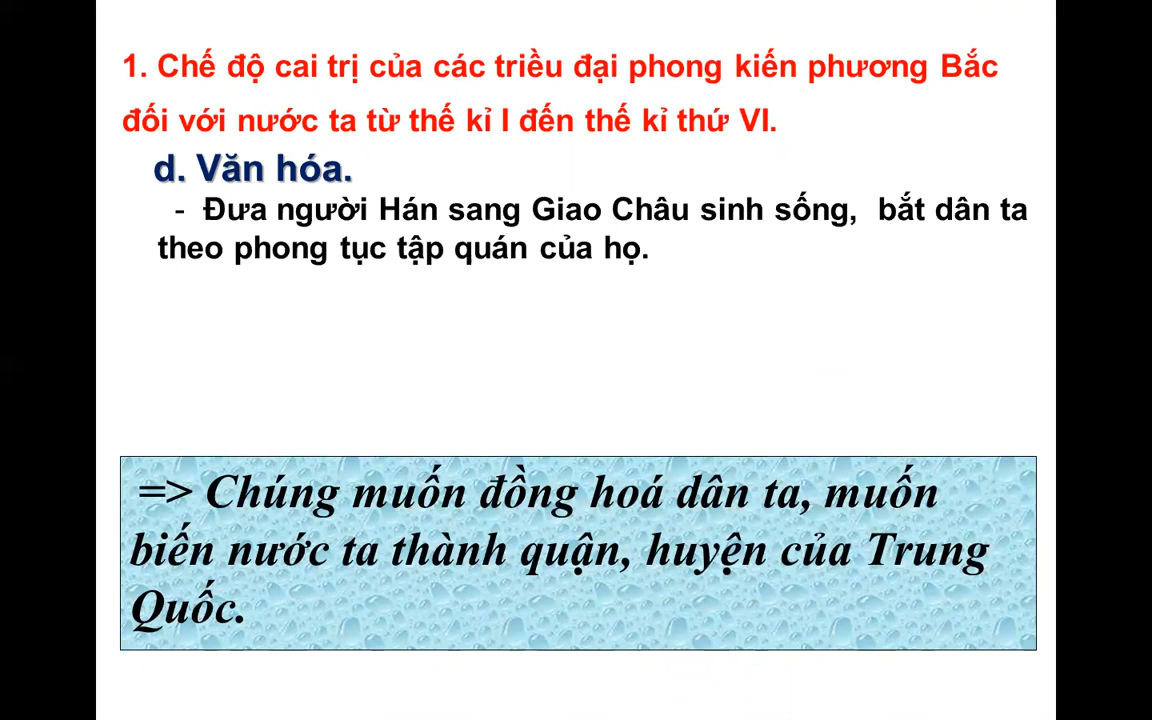 1. Chế độ cai trị của các triều đại phong kiến phương Bắc
đối với nước ta từ thế kỉ I đến thế kỉ thứ VI.
d. Văn hóa.
- Đưa người Hán sang Giao Châu sinh sống, bắt dân ta
theo phong tục tập quán của họ.
=> Chúng muốn đồng hoá dân ta, muốn
biến nước ta thành quận, huyện của Trung
Quốc.